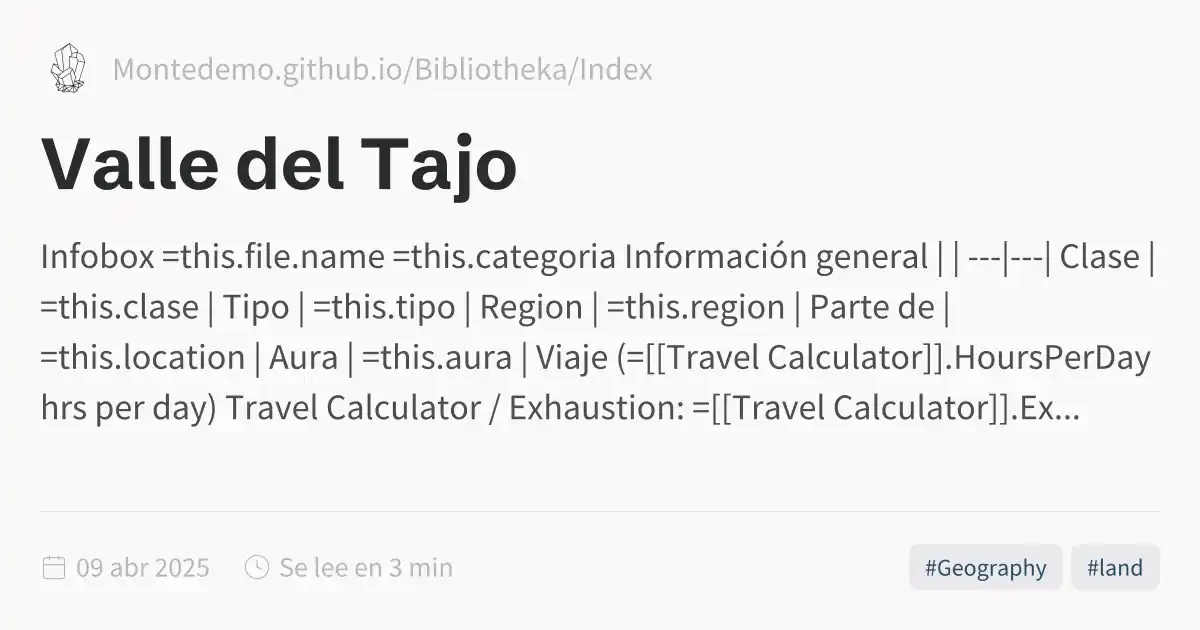 Montedemo.github.io/Bibliotheka/Index
Valle del Tajo
Infobox =this.file.name =this.categoria Información general | | ---|---| Clase |
=this.clase | Tipo | =this.tipo | Region | =this.region | Parte de |
=this.location | Aura | =this.aura | Viaje (=[[Travel Calculator]].HoursPerDay
hrs per day) Travel Calculator / Exhaustion: =[[Travel Calculator]].Ex...
09 abr 2025 Se lee en 3 min #Geography #land